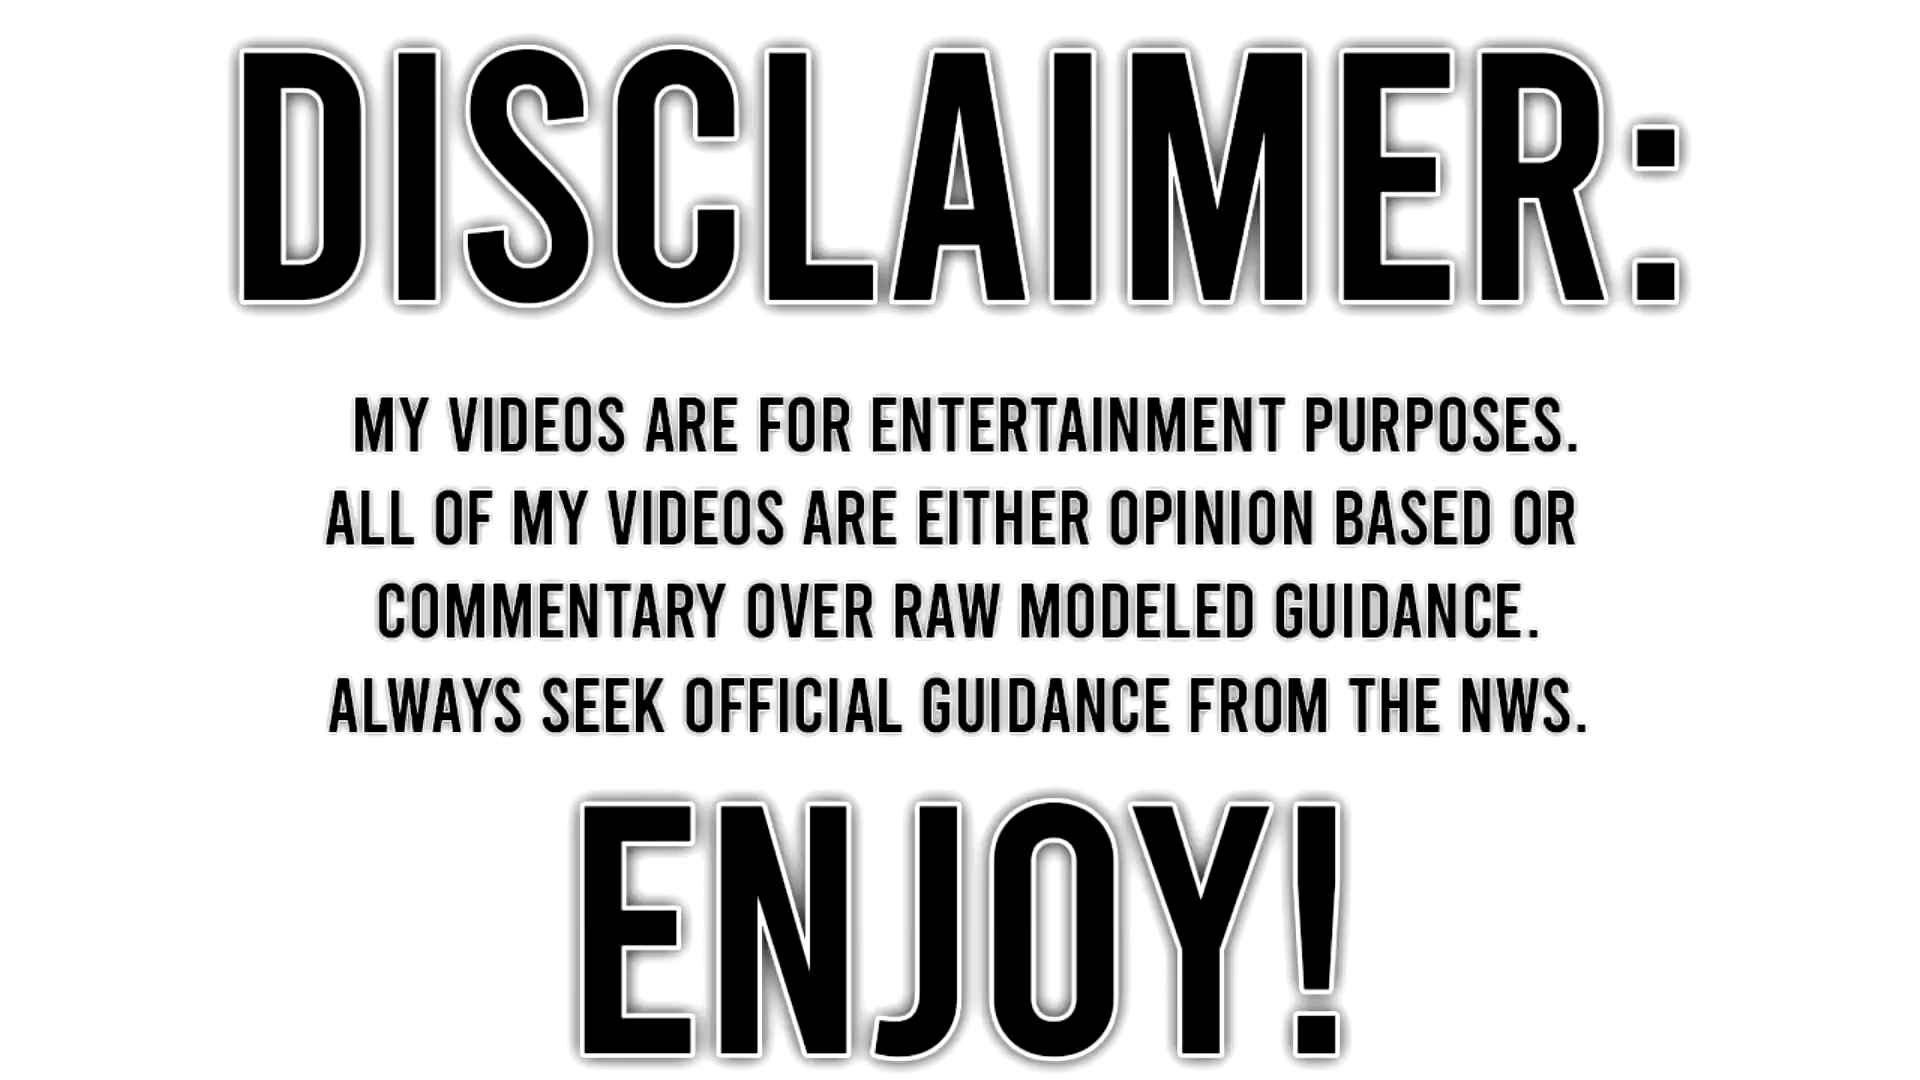 DISCLAIMER:
MY VIDEOS ARE FOR ENTERTAINMENT PURPOSES.
ALL OF MY VIDEOS ARE EITHER OPINION BASED OR
COMMENTARY OVER RAW MODELED GUIDANCE.
ALWAYS SEEK OFFICIAL GUIDANCE FROM THE NWS.
ENJOY!